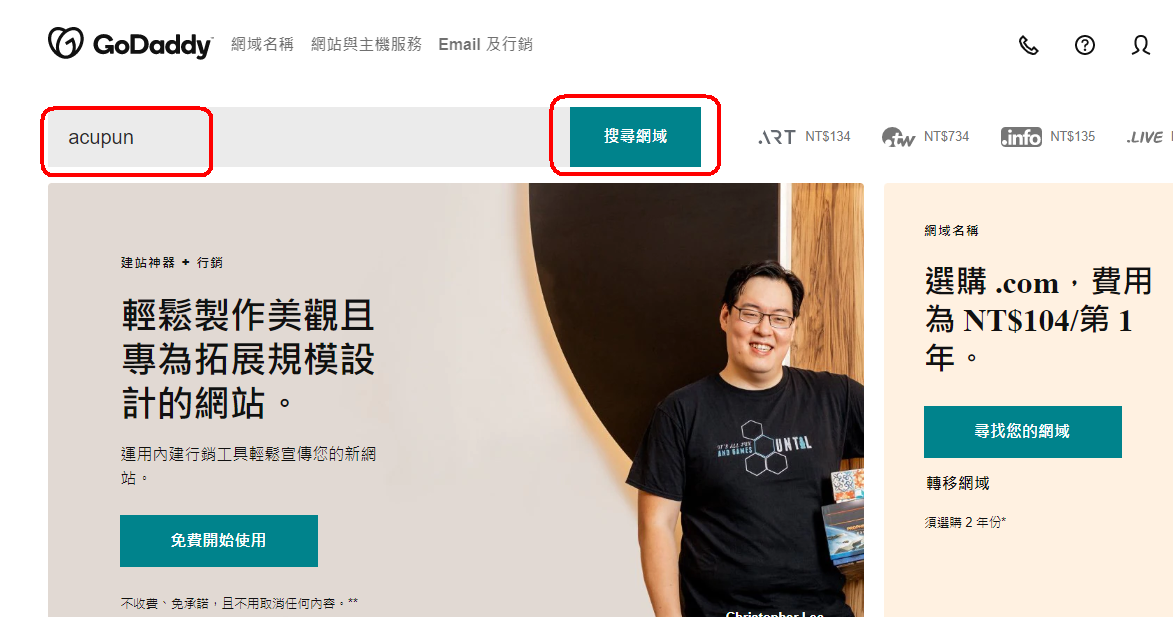 GoDaddy 網域名稱 網站與主機服務 Email 及行銷
acupun 搜尋網域 .ART NT$134 .tw NT$734 .info NT$135 .LIVE
建站神器 + 行銷
輕鬆製作美觀且
專為拓展規模設
計的網站。
運用內建行銷工具輕鬆宣傳您的新網
站。
免費開始使用
不收費、免承諾，且不用取消任何內容。**
AND GAMES
UNTAL
網域名稱
選購 .com，費用
為 NT$104/第 1
年。
尋找您的網域
轉移網域
須選購 2 年份*